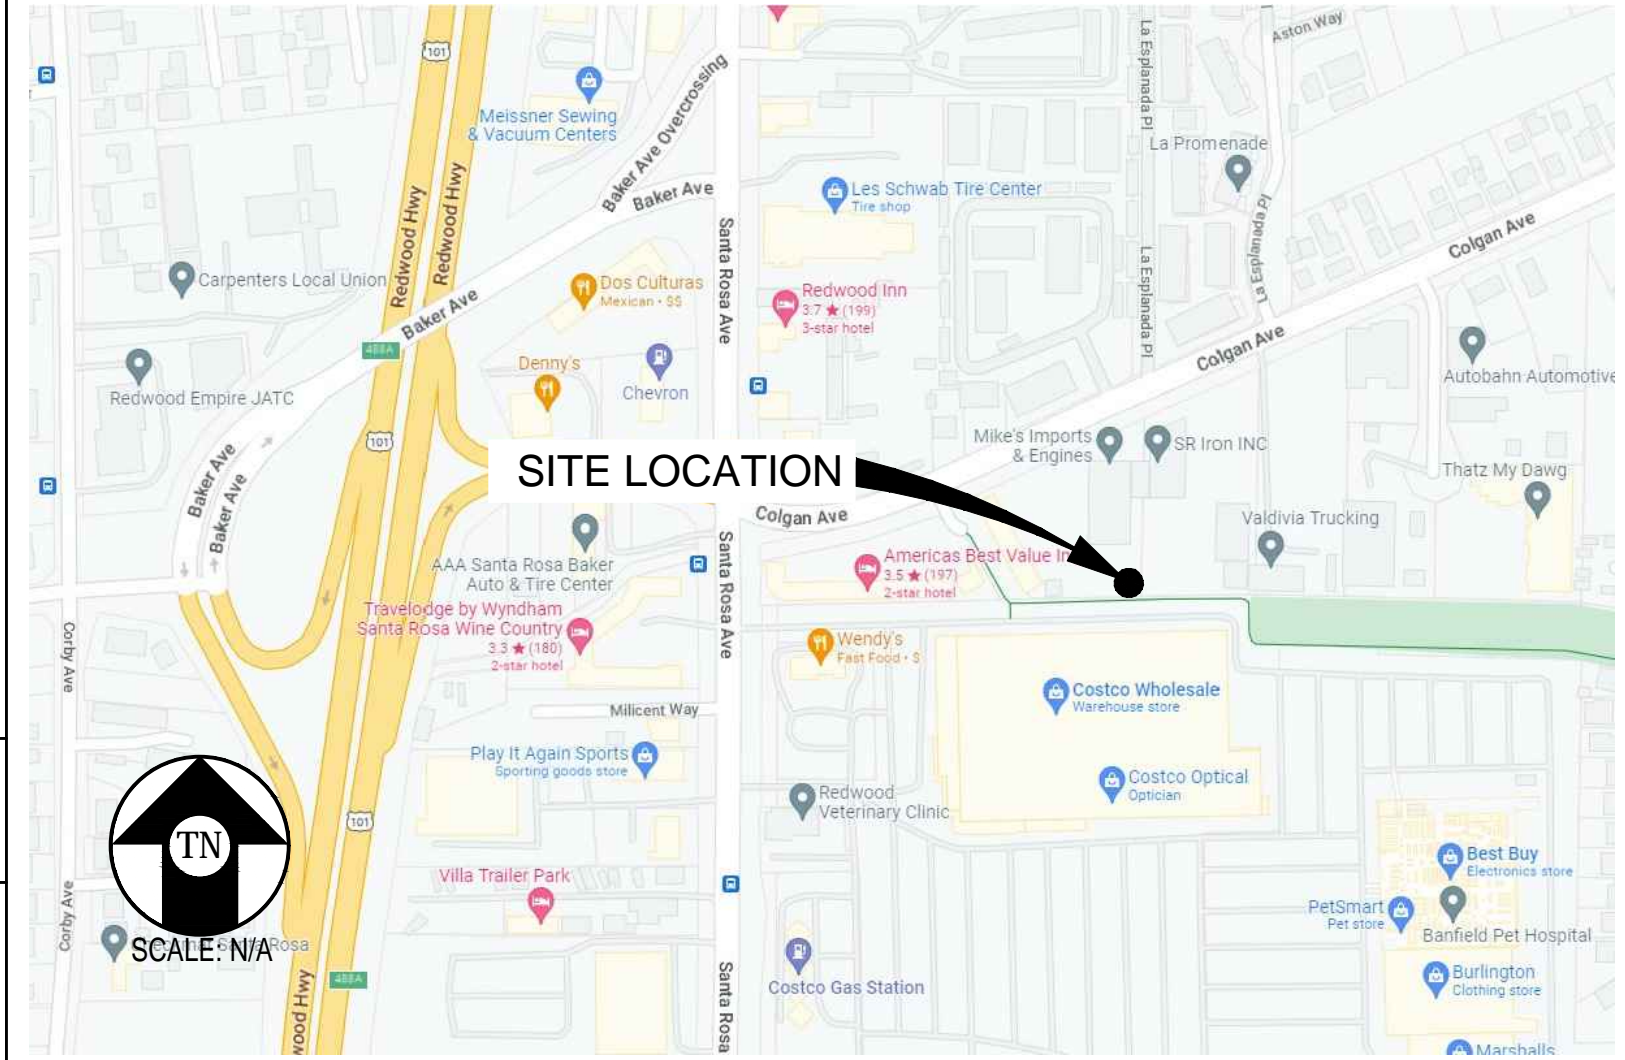 Aston Way
La Esplanada Pl
101
Meissner Sewing
& Vacuum Centers
Baker Ave Overcrossing
Redwood Hwy
Redwood Hwy
Baker Ave
La Promenade
Les Schwab Tire Center
Tire shop
Santa Rosa Ave
La Esplanada Pl
La Esplanada Pl
Colgan Ave
Carpenters Local Union
Dos Culturas
Mexican • $$
Redwood Inn
3.7 ★ (199)
3-star hotel
Baker Ave
488A
Colgan Ave
Denny's
Chevron
Redwood Empire JATC
Autobahn Automotive
101
Mike's Imports
& Engines
SR Iron INC
SITE LOCATION
Thatz My Dawg
Baker Ave
Baker Ave
Colgan Ave
Valdivia Trucking
AAA Santa Rosa Baker
Auto & Tire Center
Santa Rosa Ave
Americas Best Value In
3.5 ★ (197)
2-star hotel
Travelodge by Wyndham
Santa Rosa Wine Country
3.3 ★ (180)
2-star hotel
Corby Ave
Wendy's
Fast Food • $
Costco Wholesale
Warehouse store
Milicent Way
Play It Again Sports
Sporting goods store
Costco Optical
Optician
Redwood
Veterinary Clinic
101
TN
Best Buy
Electronics store
Villa Trailer Park
PetSmart
Pet store
Banfield Pet Hospital
Corby Ave
Santa Rosa
SCALE: N/A
488A
wood Hwy
Costco Gas Station
Santa Rosa
Burlington
Clothing store
Marshalls